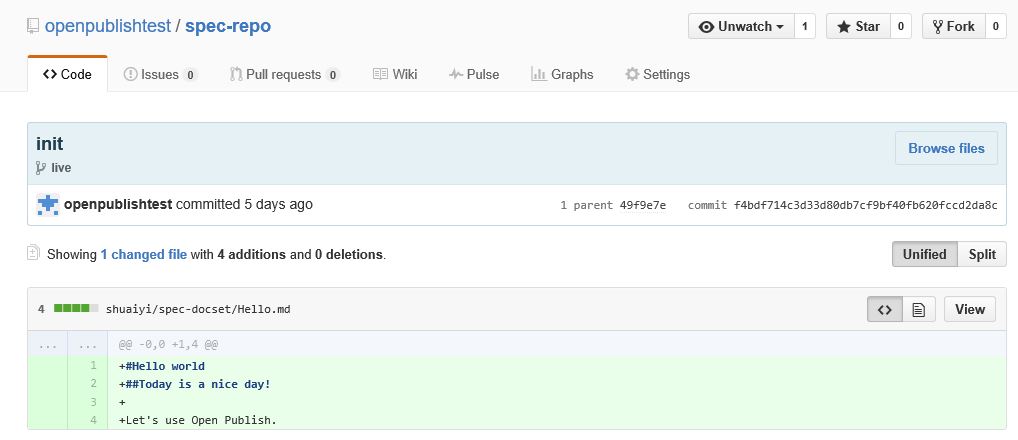 openpublishtest / spec-repo
Unwatch 1 Star 0 Fork 0
Code Issues 0 Pull requests 0 Wiki Pulse Graphs Settings
init
Browse files
live
openpublishtest committed 5 days ago 1 parent 49f9e7e commit f4bdf714c3d33d80db7cf9bf40fb620fccd2da8c
Showing 1 changed file with 4 additions and 0 deletions. Unified Split
4 shuaiyi/spec-docset/Hello.md <> View
... ... @@ -0,0 +1,4 @@
1 +#Hello world
2 +##Today is a nice day!
3 +
4 +Let's use Open Publish.